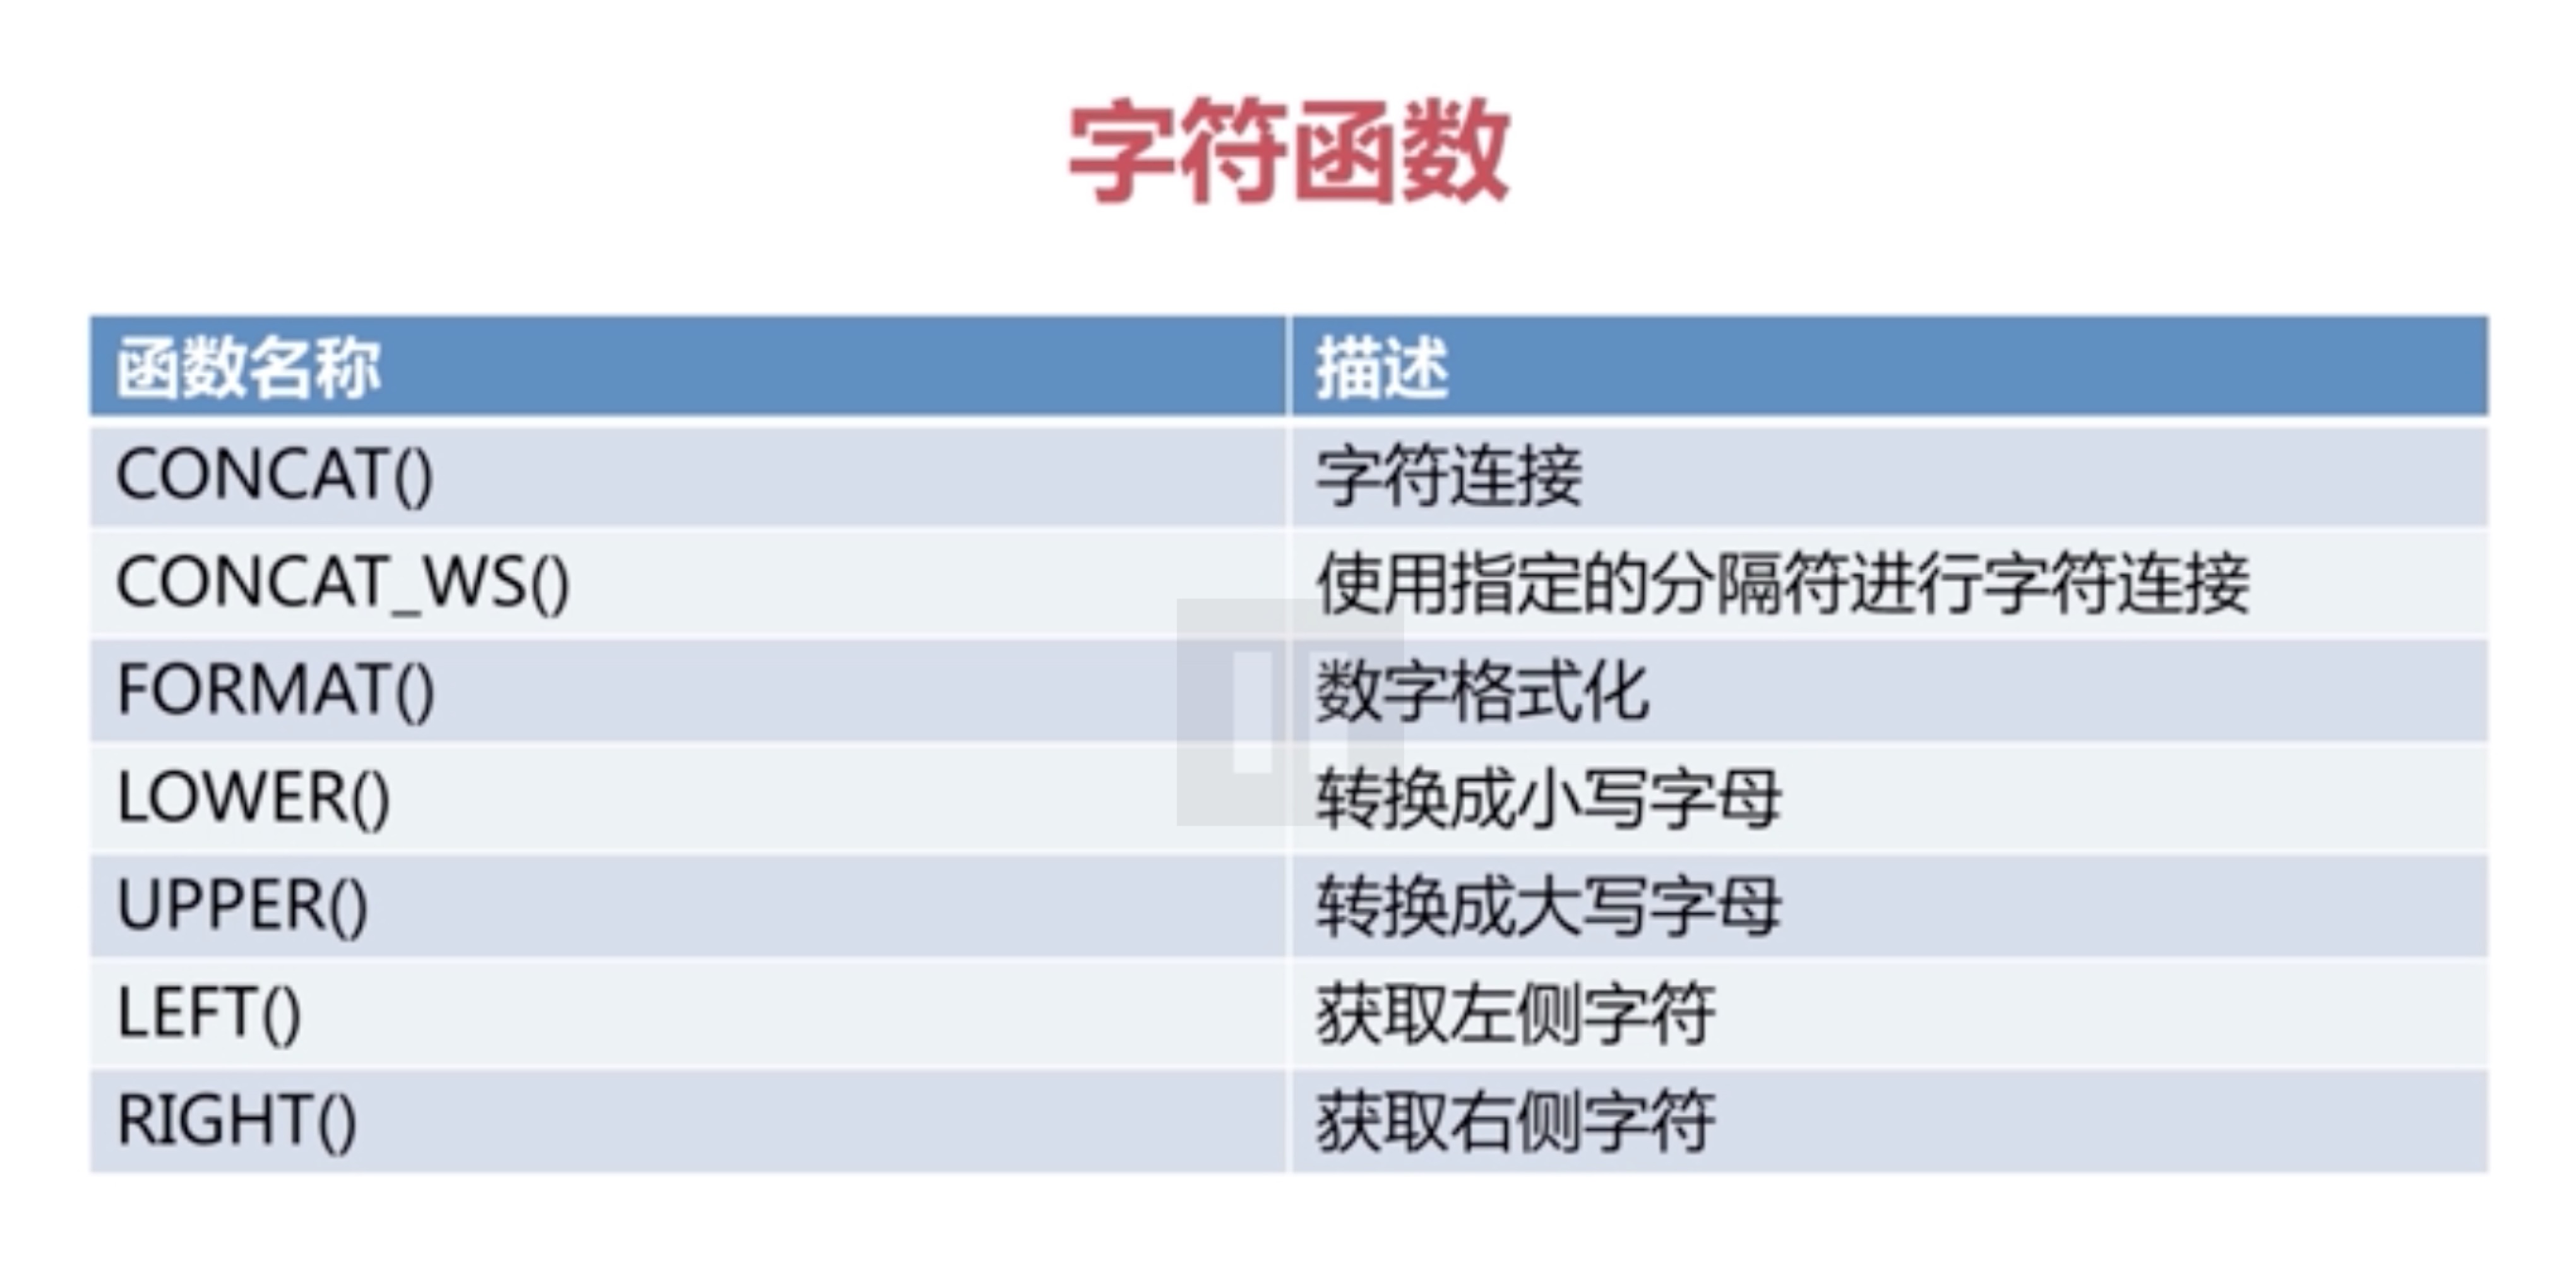 字符函数
函数名称 描述
CONCAT() 字符连接
CONCAT_WS() 使用指定的分隔符进行字符连接
FORMAT() 数字格式化
LOWER() 转换成小写字母
UPPER() 转换成大写字母
LEFT() 获取左侧字符
RIGHT() 获取右侧字符